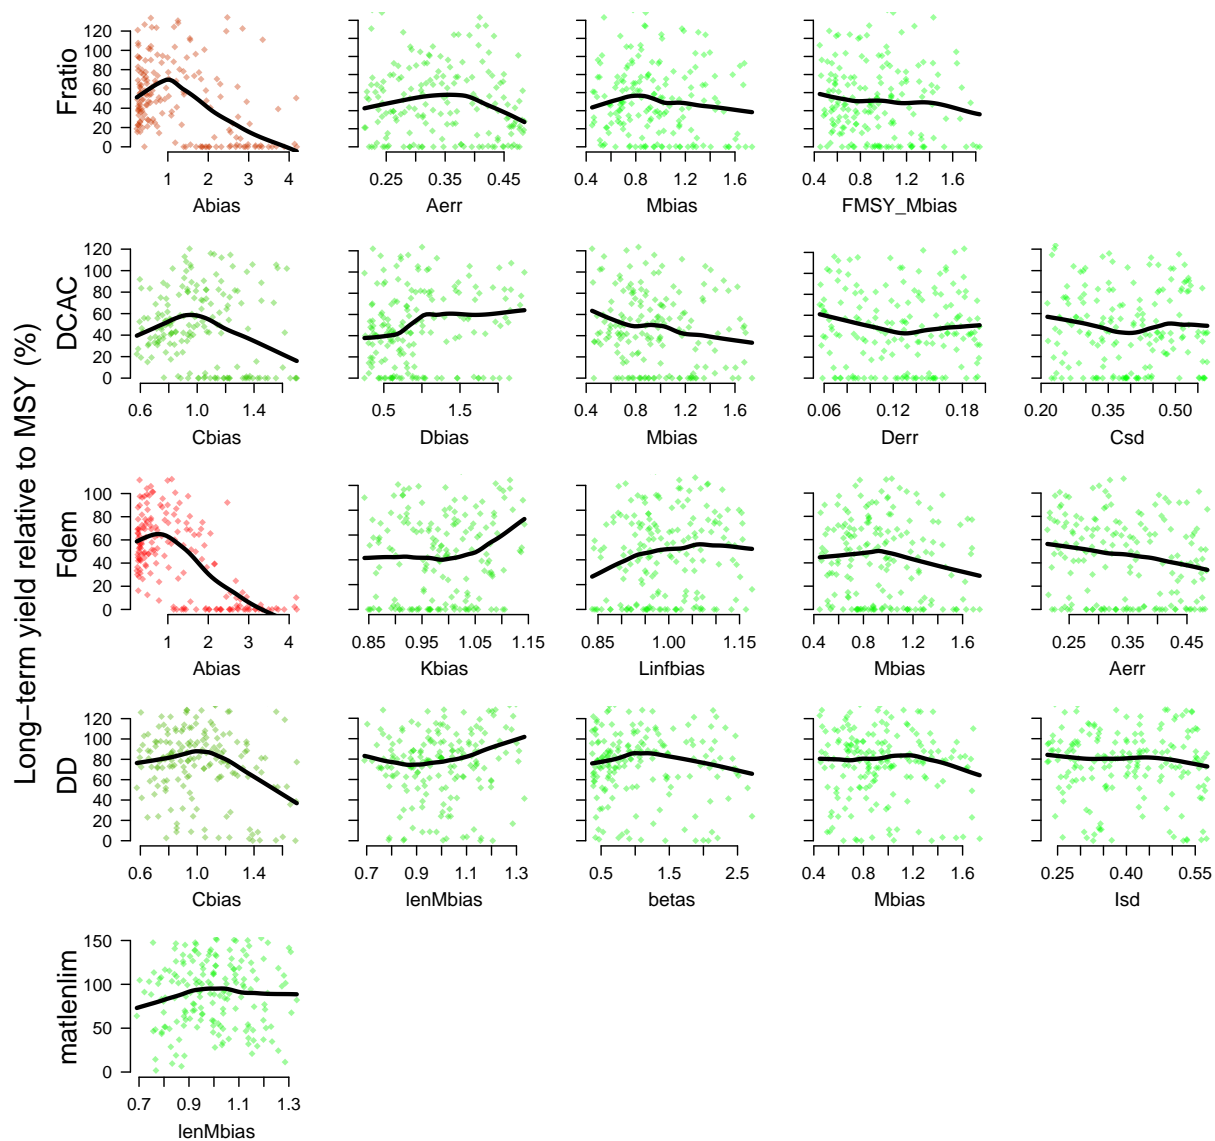 Long−term yield relative to MSY (%)
Fratio
120
100
80
60
40
20
0
1 2 3 4
Abias
0.25 0.35 0.45
Aerr
0.4 0.8 1.2 1.6
Mbias
0.4 0.8 1.2 1.6
FMSY_Mbias
DCAC
120
100
80
60
40
20
0
0.6 1.0 1.4
Cbias
0.5 1.5
Dbias
0.4 0.8 1.2 1.6
Mbias
0.06 0.12 0.18
Derr
0.20 0.35 0.50
Csd
Fdem
100
80
60
40
20
0
1 2 3 4
Abias
0.85 0.95 1.05 1.15
Kbias
0.85 1.00 1.15
Linfbias
0.4 0.8 1.2 1.6
Mbias
0.25 0.35 0.45
Aerr
DD
120
100
80
60
40
20
0
0.6 1.0 1.4
Cbias
0.7 0.9 1.1 1.3
lenMbias
0.5 1.5 2.5
betas
0.4 0.8 1.2 1.6
Mbias
0.25 0.40 0.55
Isd
matlenlim
150
100
50
0
0.7 0.9 1.1 1.3
lenMbias